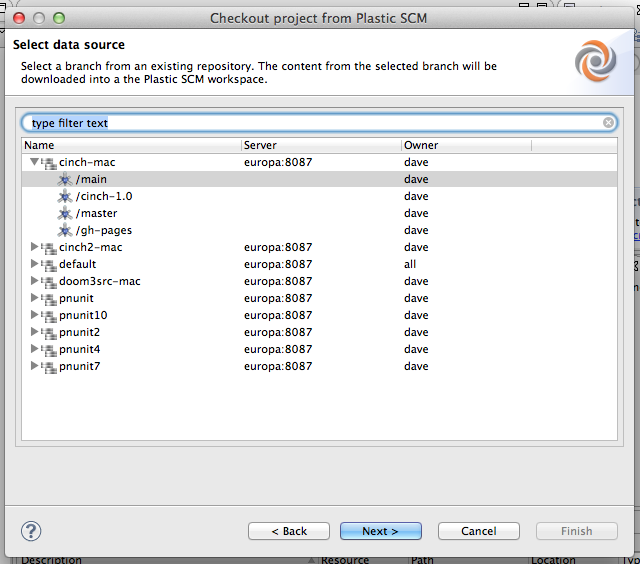 Checkout project from Plastic SCM
Select data source
Select a branch from an existing repository. The content from the selected branch will be
downloaded into a the Plastic SCM workspace.
type filter text
Name Server Owner
cinch-mac europa:8087 dave
/main dave
/cinch-1.0 dave
/master dave
/gh-pages dave
cinch2-mac europa:8087 dave
default europa:8087 all
doom3src-mac europa:8087 dave
pnunit europa:8087 dave
pnunit10 europa:8087 dave
pnunit2 europa:8087 dave
pnunit4 europa:8087 dave
pnunit7 europa:8087 dave
? < Back Next > Cancel Finish
Description Resource Path Location